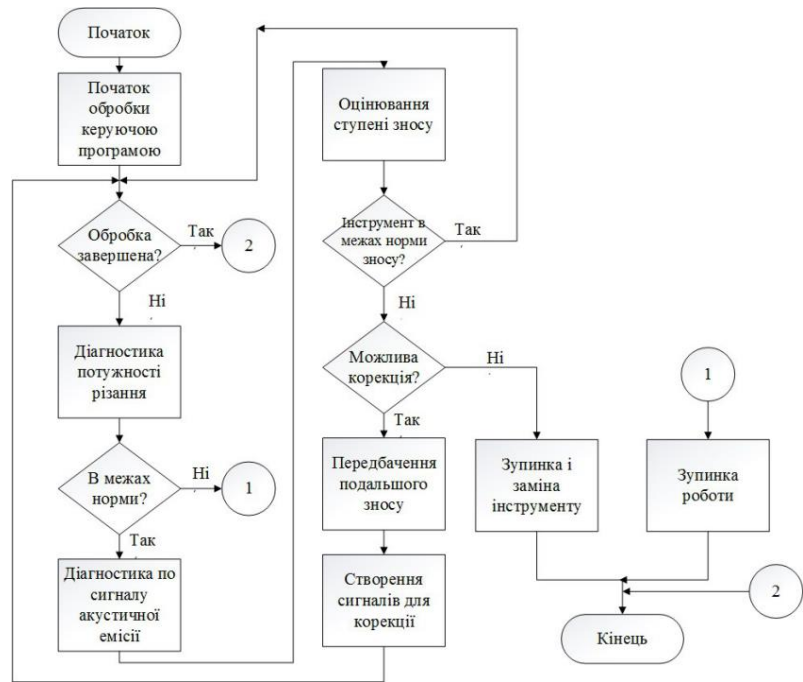 Початок
Початок
обробки
керуючою
програмою
Обробка
завершена?
Так
2
Ні
Діагностика
потужності
різання
В межах
норми?
Ні
1
Так
Діагностика по
сигналу
акустичної
емісії
Оцінювання
ступені зносу
Інструмент в
межах норми
зносу?
Так
Ні
Можлива
корекція?
Ні
Так
Передбачення
подальшого
зносу
Створення
сигналів для
корекції
Зупинка і
заміна
інструменту
1
Зупинка
роботи
2
Кінець